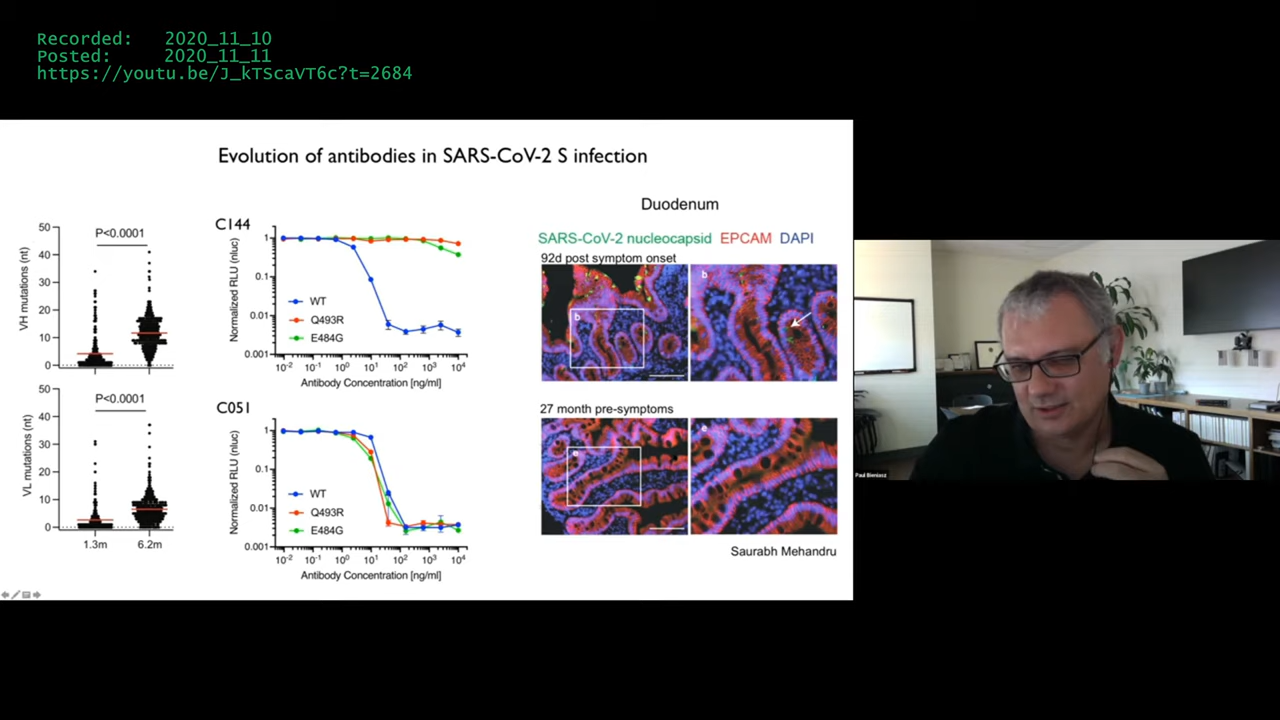 Recorded: 2020_11_10
Posted: 2020_11_11
https://youtu.be/J_kTScaVT6c?t=2684
Evolution of antibodies in SARS-CoV-2 S infection
P<0.0001
VH mutations (nt)
50
40
30
20
10
0
P<0.0001
VL mutations (nt)
50
40
30
20
10
0
1.3m 6.2m
C144
Normalized RLU (nluc)
1
0.1
0.01
0.001
WT
Q493R
E484G
10⁻² 10⁻¹ 10⁰ 10¹ 10² 10³ 10⁴
Antibody Concentration [ng/ml]
C051
Normalized RLU (nluc)
1
0.1
0.01
0.001
WT
Q493R
E484G
10⁻² 10⁻¹ 10⁰ 10¹ 10² 10³ 10⁴
Antibody Concentration [ng/ml]
Duodenum
SARS-CoV-2 nucleocapsid EPCAM DAPI
92d post symptom onset
b
b
27 month pre-symptoms
e
e
Saurabh Mehandru
Paul Bieniasz